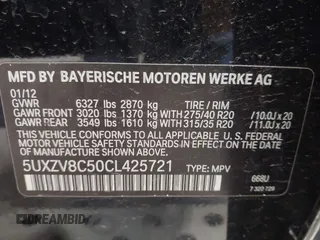 MFD BY BAYERISCHE MOTOREN WERKE AG
01/12
GVWR 6327 lbs 2870 kg TIRE / RIM
GAWR FRONT 3020 lbs 1370 kg 275/40 R20 /10.0J x 20
GAWR REAR 3549 lbs 1610 kg 315/35 R20 /11.0J x 20
THIS VEHICLE CONFORMS TO ALL APPLICABLE
U.S. FEDERAL MOTOR VEHICLE SAFETY
STANDARDS IN EFFECT ON THE DATE OF
MANUFACTURE SHOWN ABOVE.
5UXZV8C50CL425721
TYPE: MPV
668U
DREAMBID